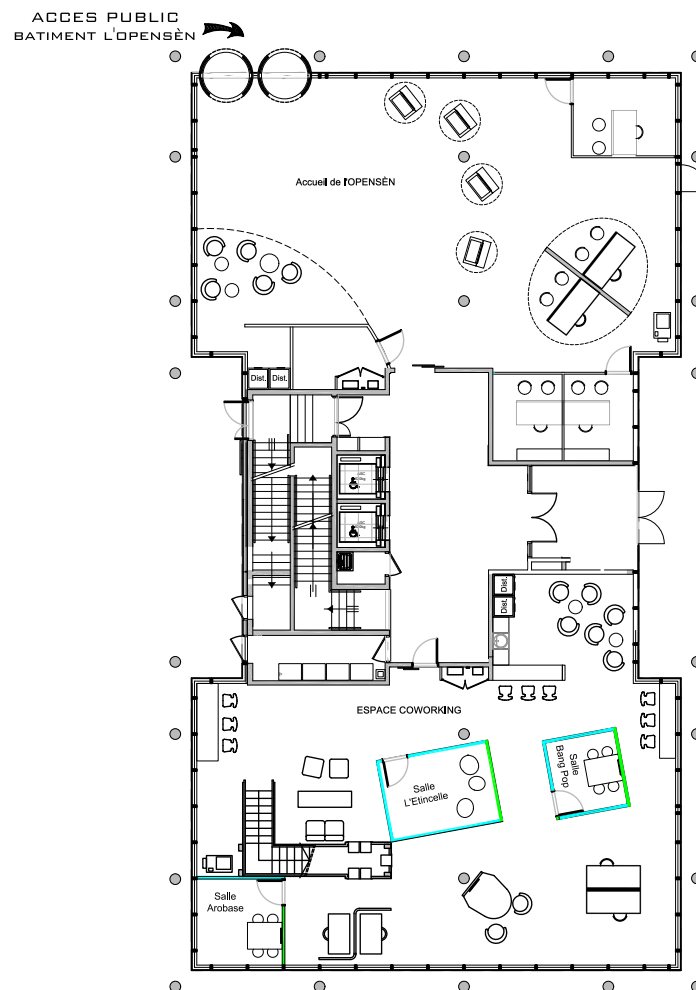 ACCES PUBLIC
BATIMENT L'OPENSÈN
Accueil de l'OPENSÈN
Dist.
Dist.
Dist.
Dist.
ESPACE COWORKING
Salle
L'Etincelle
Salle
Bang Pop
Salle
Arobase